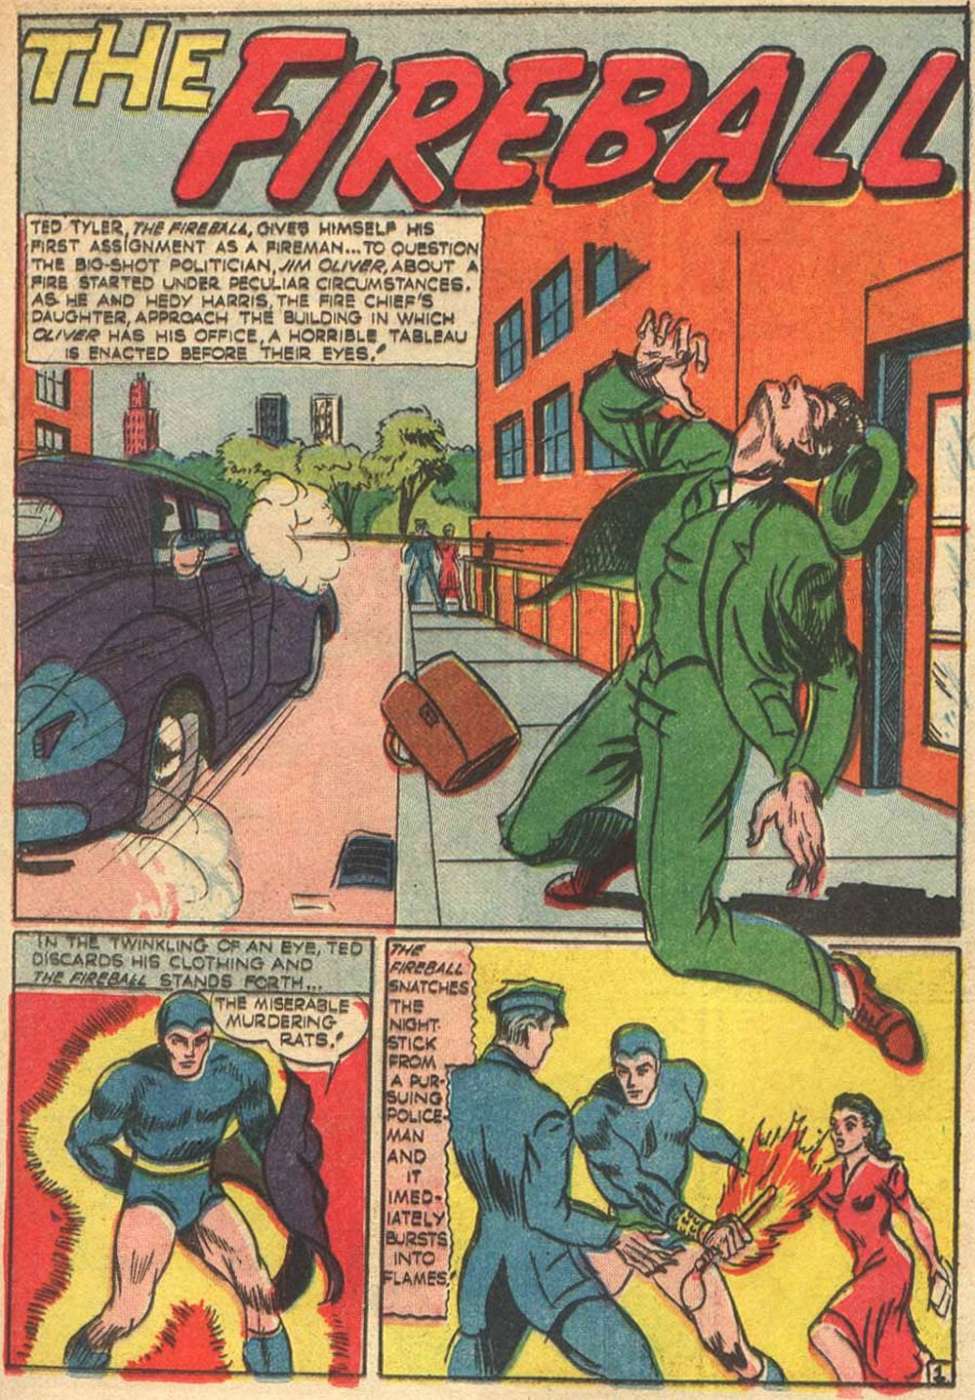 THE FIREBALL
TED TYLER, THE FIREBALL, GIVES HIMSELF HIS
FIRST ASSIGNMENT AS A FIREMAN... TO QUESTION
THE BIG-SHOT POLITICIAN, JIM OLIVER, ABOUT A
FIRE STARTED UNDER PECULIAR CIRCUMSTANCES.
AS HE AND HEDY HARRIS, THE FIRE CHIEF'S
DAUGHTER, APPROACH THE BUILDING IN WHICH
OLIVER HAS HIS OFFICE, A HORRIBLE TABLEAU
IS ENACTED BEFORE THEIR EYES!
IN THE TWINKLING OF AN EYE, TED
DISCARDS HIS CLOTHING AND
THE FIREBALL STANDS FORTH...
THE MISERABLE
MURDERING
RATS!
THE
FIREBALL
SNATCHES
THE
NIGHT-
STICK
FROM
A PUR-
SUING
POLICE-
MAN
AND
IT
IMED-
IATELY
BURSTS
INTO
FLAMES!
1